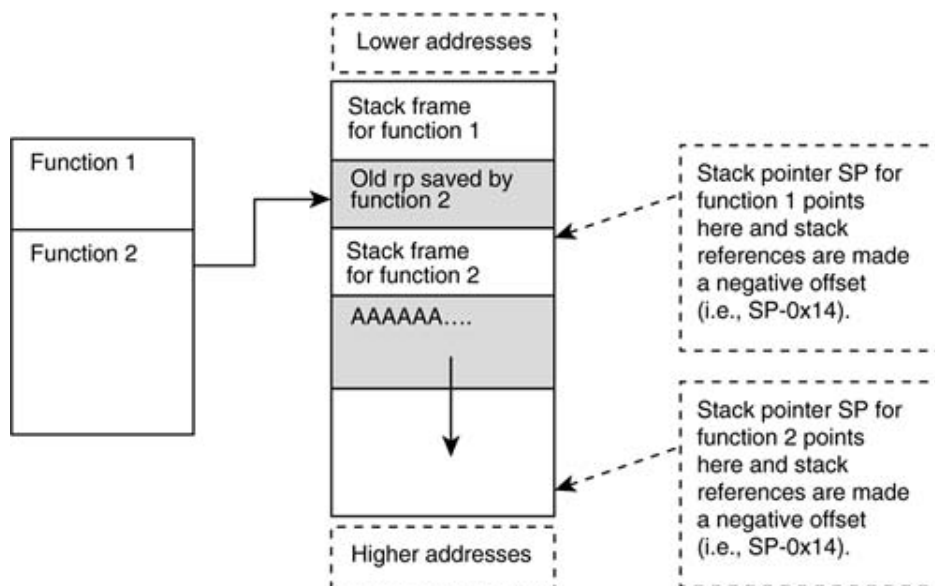 Lower addresses
Stack frame
for function 1
Function 1
Old rp saved by
function 2
Function 2
Stack frame
for function 2
AAAAAA....
Stack pointer SP for
function 1 points
here and stack
references are made
a negative offset
(i.e., SP-0x14).
Stack pointer SP for
function 2 points
here and stack
references are made
a negative offset
(i.e., SP-0x14).
Higher addresses